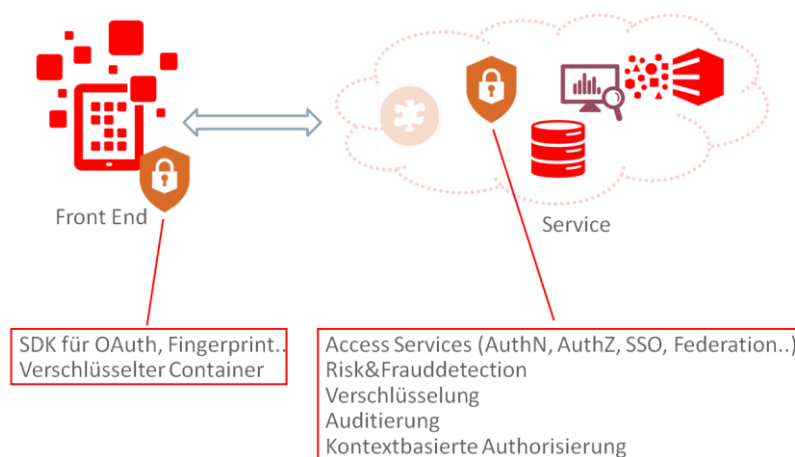 Front End
Service
SDK für OAuth, Fingerprint..
Verschlüsselter Container
Access Services (AuthN, AuthZ, SSO, Federation..)
Risk&Frauddetection
Verschlüsselung
Auditierung
Kontextbasierte Authorisierung